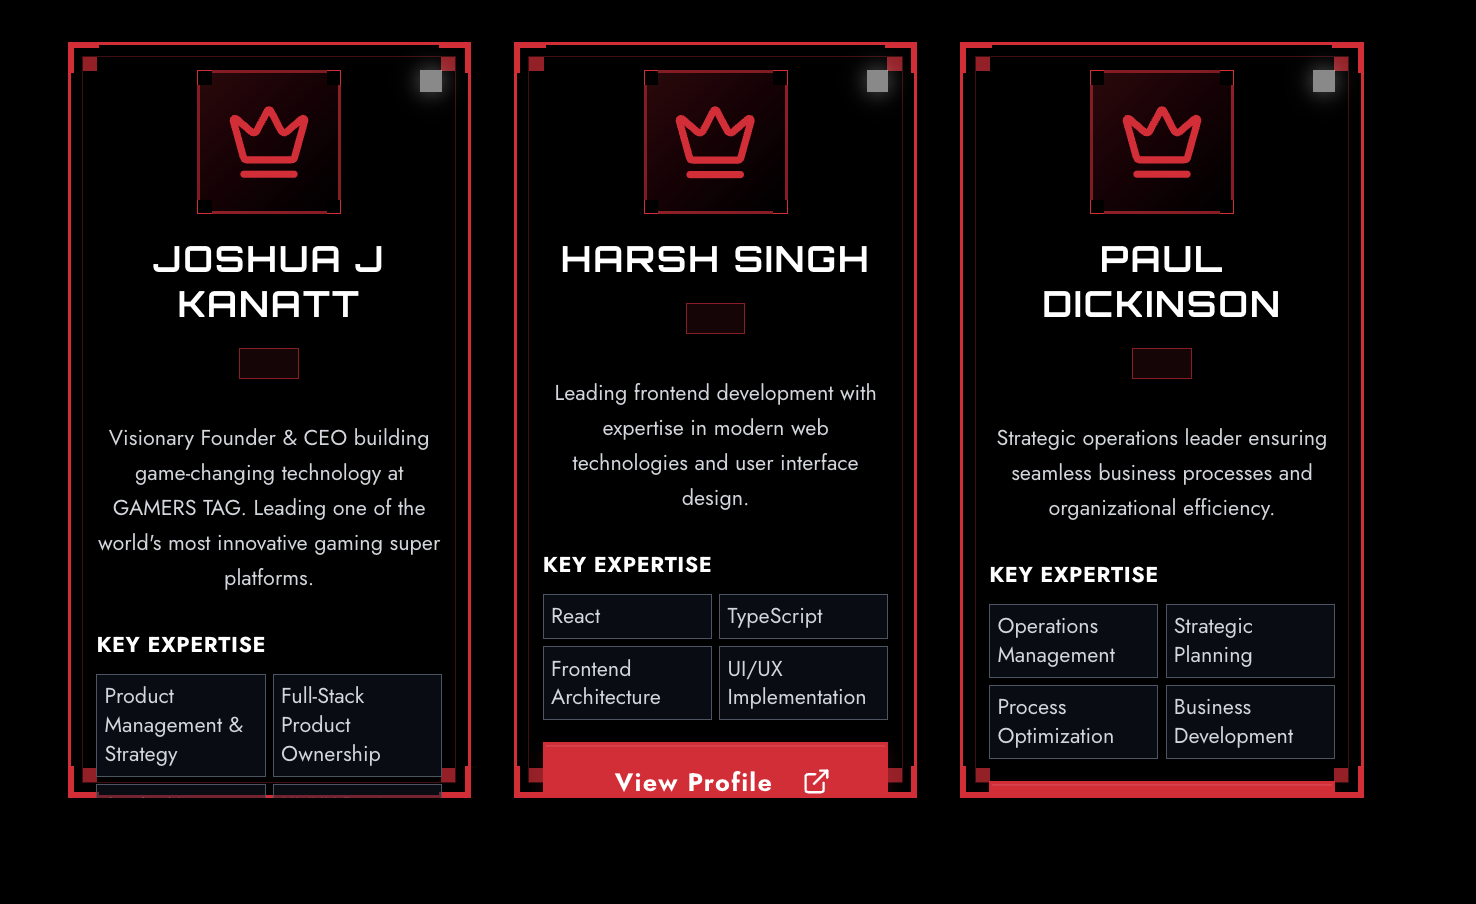 JOSHUA J
KANATT
Visionary Founder & CEO building
game-changing technology at
GAMERS TAG. Leading one of the
world's most innovative gaming super
platforms.
KEY EXPERTISE
Product
Management &
Strategy
Full-Stack
Product
Ownership
HARSH SINGH
Leading frontend development with
expertise in modern web
technologies and user interface
design.
KEY EXPERTISE
React
TypeScript
Frontend
Architecture
UI/UX
Implementation
View Profile
PAUL
DICKINSON
Strategic operations leader ensuring
seamless business processes and
organizational efficiency.
KEY EXPERTISE
Operations
Management
Strategic
Planning
Process
Optimization
Business
Development